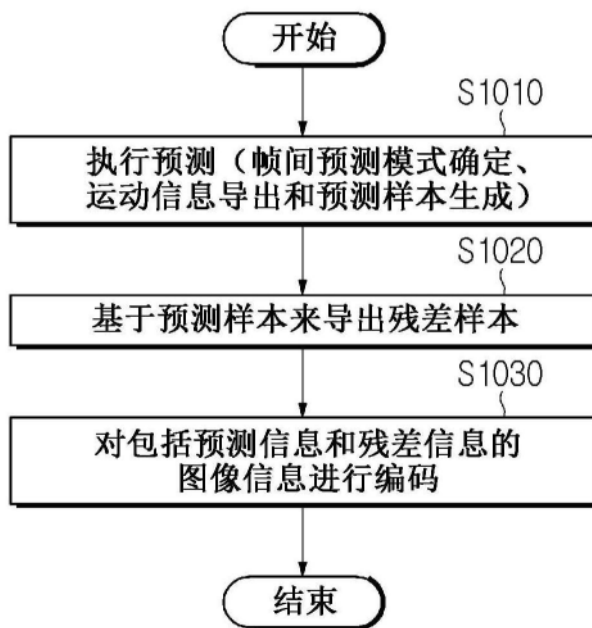 开始
S1010
执行预测（帧间预测模式确定、
运动信息导出和预测样本生成）
S1020
基于预测样本来导出残差样本
S1030
对包括预测信息和残差信息的
图像信息进行编码
结束